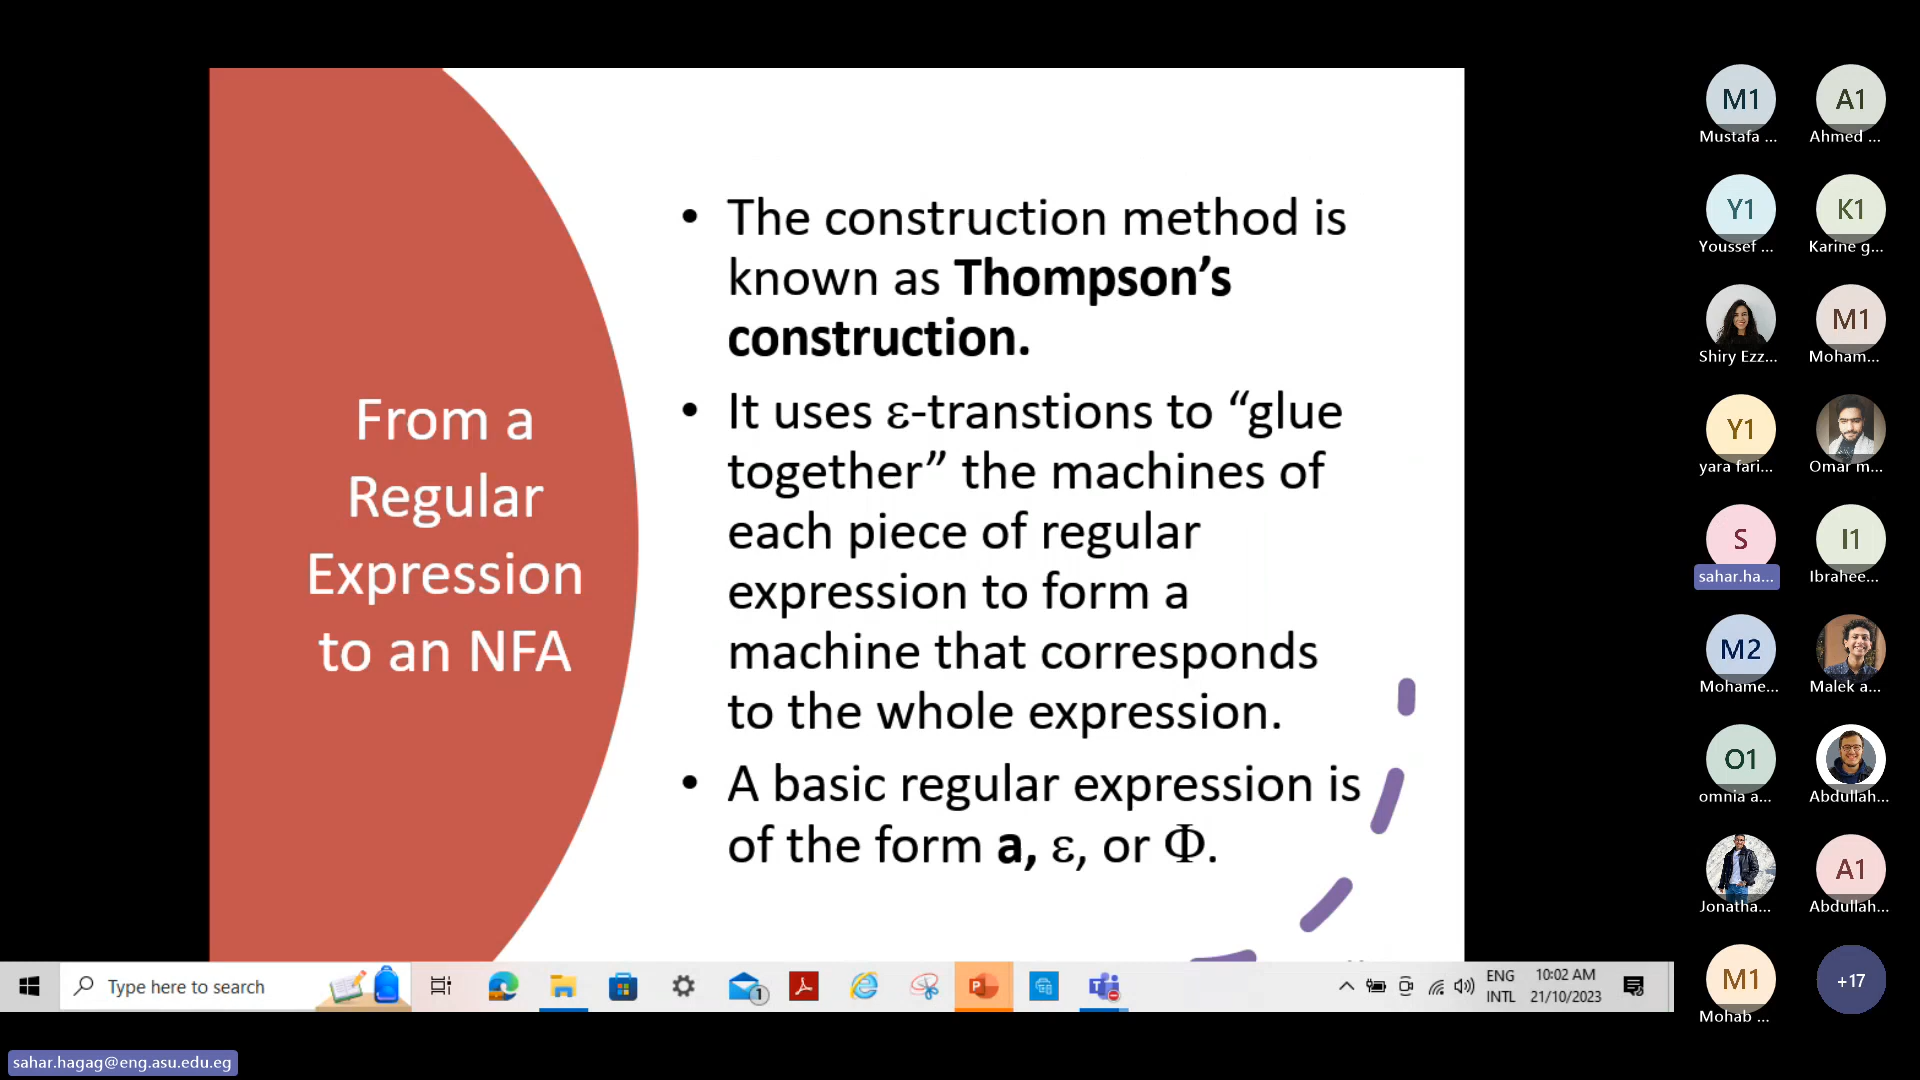 From a
Regular
Expression
to an NFA
• The construction method is
known as Thompson’s
construction.
• It uses ε-transtions to “glue
together” the machines of
each piece of regular
expression to form a
machine that corresponds
to the whole expression.
• A basic regular expression is
of the form a, ε, or Φ.
M1
Mustafa ...
A1
Ahmed ...
Y1
Youssef ...
K1
Karine g...
Shiry Ezz...
M1
Moham...
Y1
yara fari...
Omar m...
S
sahar.ha...
I1
Ibrahee...
M2
Mohame...
Malek a...
O1
omnia a...
Abdullah...
Jonatha...
A1
Abdullah...
M1
Mohab ...
+17
Type here to search
1
ENG
INTL
10:02 AM
21/10/2023
sahar.hagag@eng.asu.edu.eg